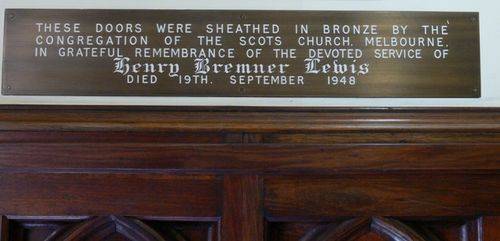 THESE DOORS WERE SHEATHED IN BRONZE BY THE
CONGREGATION OF THE SCOTS CHURCH, MELBOURNE,
IN GRATEFUL REMEMBRANCE OF THE DEVOTED SERVICE OF
Henry Bremner Lewis
DIED 19TH. SEPTEMBER 1948